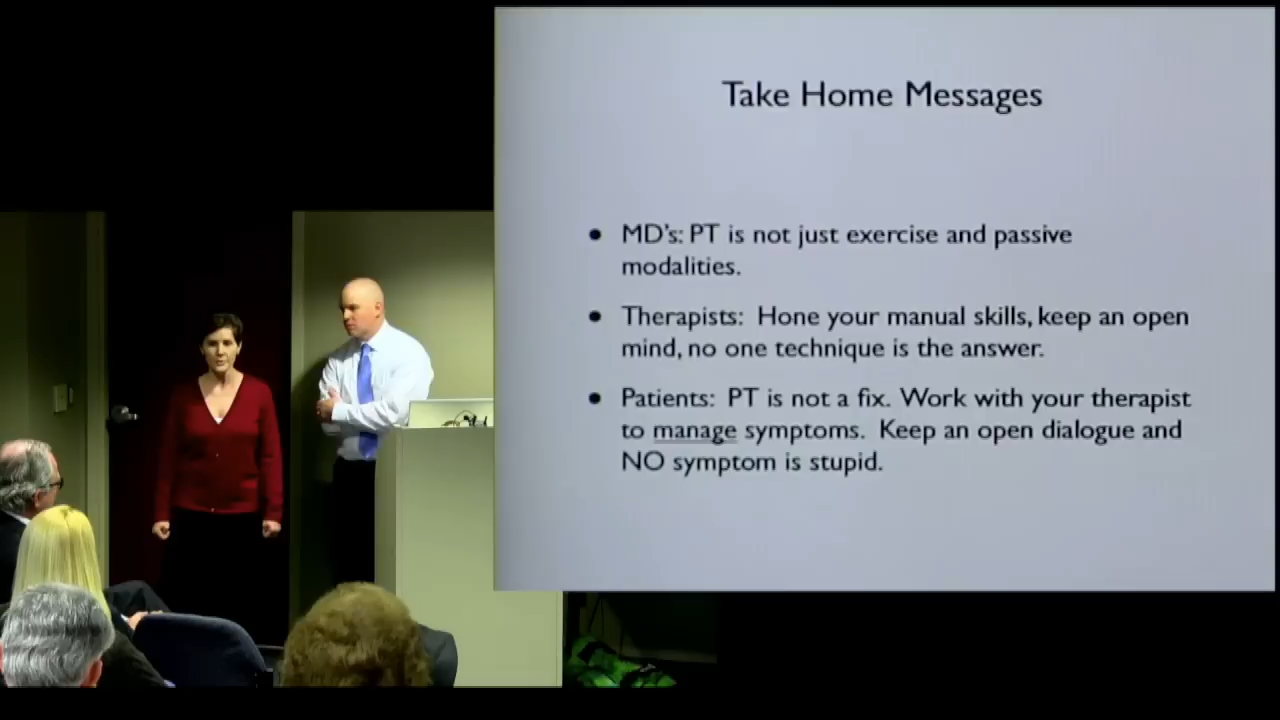 Take Home Messages
• MD's: PT is not just exercise and passive
modalities.
• Therapists: Hone your manual skills, keep an open
mind, no one technique is the answer.
• Patients: PT is not a fix. Work with your therapist
to manage symptoms. Keep an open dialogue and
NO symptom is stupid.